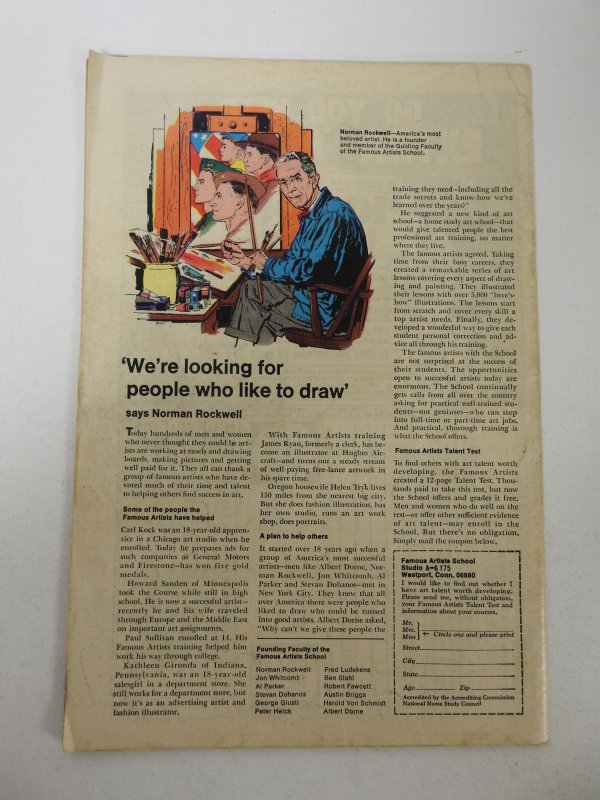 Norman Rockwell—America's most
beloved artist. He is a founder
and member of the Guiding Faculty
of the Famous Artists School.
'We're looking for
people who like to draw'
says Norman Rockwell
Today hundreds of men and women
who never thought they could be art-
ists are working at easels and drawing
boards, making pictures and getting
well paid for it. They all can thank a
group of famous artists who have de-
voted much of their time and talent
to helping others find success in art.
Some of the people the
Famous Artists have helped
Carl Kock was an 18-year-old appren-
tice in a Chicago art studio when he
enrolled. Today he prepares ads for
such companies as General Motors
and Firestone—has won five gold
medals.
Howard Sanden of Minneapolis
took the Course while still in high
school. He is now a successful artist—
recently he and his wife traveled
through Europe and the Middle East
on important art assignments.
Paul Sullivan enrolled at 14. His
Famous Artists training helped him
work his way through college.
Kathleen Gironda of Indiana,
Pennsylvania, was an 18-year-old
salesgirl in a department store. She
still works for a department store, but
now it's as an advertising artist and
fashion illustrator.
With Famous Artists training
James Ryan, formerly a clerk, has be-
come an illustrator at Hughes Air-
craft—and turns out a steady stream
of well-paying free-lance artwork in
his spare time.
Oregon housewife Helen Tryk lives
150 miles from the nearest big city.
But she does fashion illustration, has
her own studio, runs an art work
shop, does portraits.
A plan to help others
It started over 18 years ago when a
group of America's most successful
artists—men like Albert Dorne, Nor-
man Rockwell, Jon Whitcomb, Al
Parker and Stevan Dohanos—met in
New York City. They knew that all
over America there were people who
liked to draw who could be turned
into good artists. Albert Dorne asked,
"Why can't we give these people the
Founding Faculty of the
Famous Artists School
Norman Rockwell
Jon Whitcomb
Al Parker
Stevan Dohanos
George Giusti
Peter Helck
Fred Ludekens
Ben Stahl
Robert Fawcett
Austin Briggs
Harold Von Schmidt
Albert Dorne
training they need—including all the
trade secrets and know-how we've
learned over the years?"
He suggested a new kind of art
school—a home study art school—that
would give talented people the best
professional art training, no matter
where they live.
The famous artists agreed. Taking
time from their busy careers, they
created a remarkable series of art
lessons covering every aspect of draw-
ing and painting. They illustrated
their lessons with over 5,000 "here's-
how" illustrations. The lessons start
from scratch and cover every skill a
top artist needs. Finally, they de-
veloped a wonderful way to give each
student personal correction and ad-
vice all through his training.
The famous artists with the School
are not surprised at the success of
their students. The opportunities
open to successful artists today are
enormous. The School continually
gets calls from all over the country
asking for practical well-trained stu-
dents—not geniuses—who can step
into full-time or part-time art jobs.
And practical, thorough training is
what the School offers.
Famous Artists Talent Test
To find others with art talent worth
developing, the Famous Artists
created a 12-page Talent Test. Thou-
sands paid to take this test, but now
the School offers and grades it free.
Men and women who do well on the
test—or offer other sufficient evidence
of art talent—may enroll in the
School. But there's no obligation.
Simply mail the coupon below.
Famous Artists School
Studio
Westport, Conn. 06880
I would like to find out whether I
have art talent worth developing.
Please send me, without obligation,
your Famous Artists Talent Test and
information about your courses.
Mr.
Mrs.
Miss
← Circle one and please print
Street
City
State
Age Zip
Accredited by the Accrediting Commission
National Home Study Council